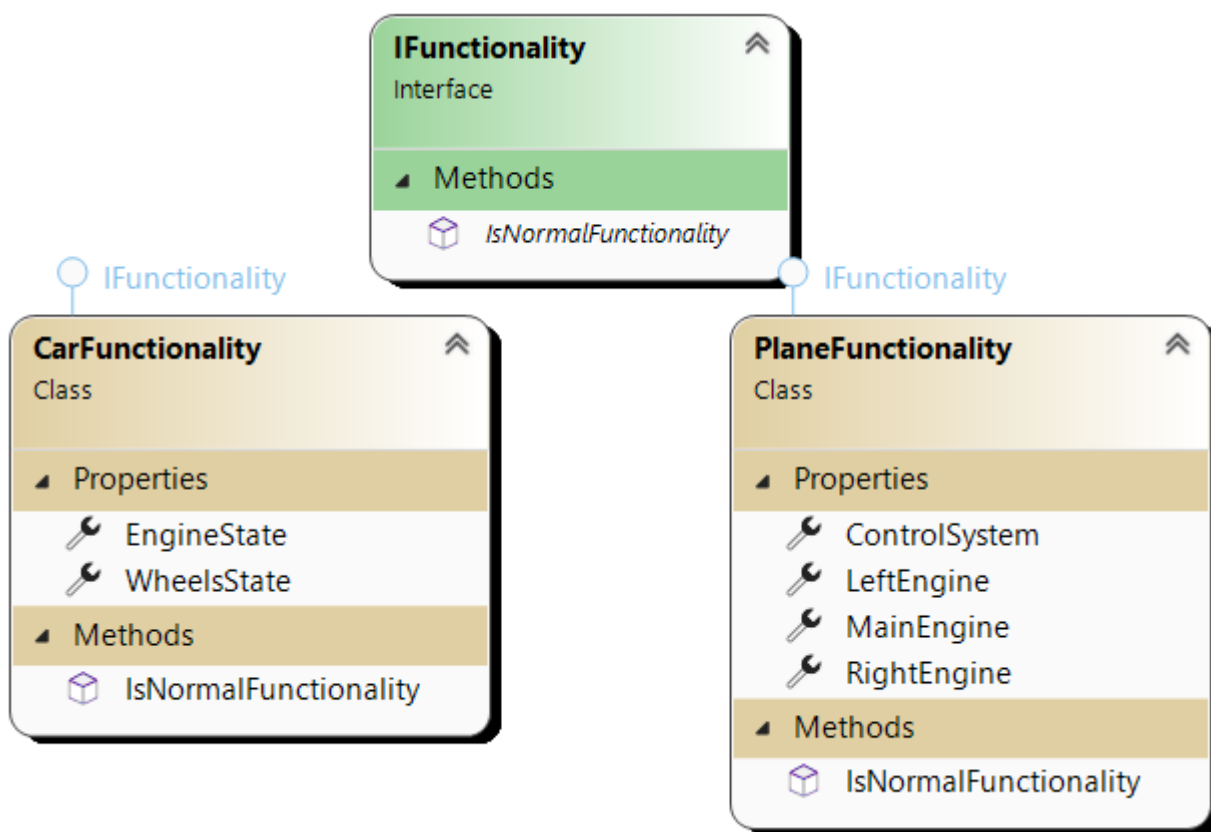 IFunctionality
Interface
Methods
IsNormalFunctionality
IFunctionality
CarFunctionality
Class
Properties
EngineState
WheelsState
Methods
IsNormalFunctionality
IFunctionality
PlaneFunctionality
Class
Properties
ControlSystem
LeftEngine
MainEngine
RightEngine
Methods
IsNormalFunctionality